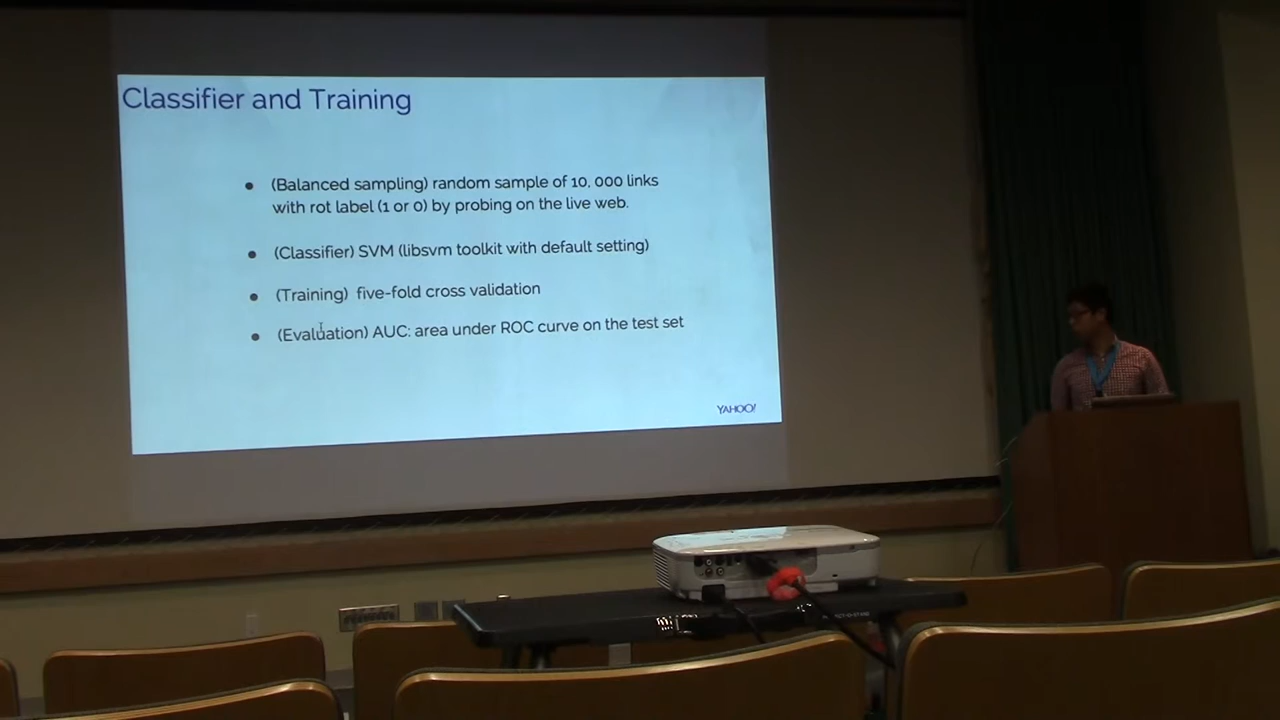 Classifier and Training
● (Balanced sampling) random sample of 10, 000 links
with rot label (1 or 0) by probing on the live web.
● (Classifier) SVM (libsvm toolkit with default setting)
● (Training) five-fold cross validation
● (Evaluation) AUC: area under ROC curve on the test set
YAHOO!